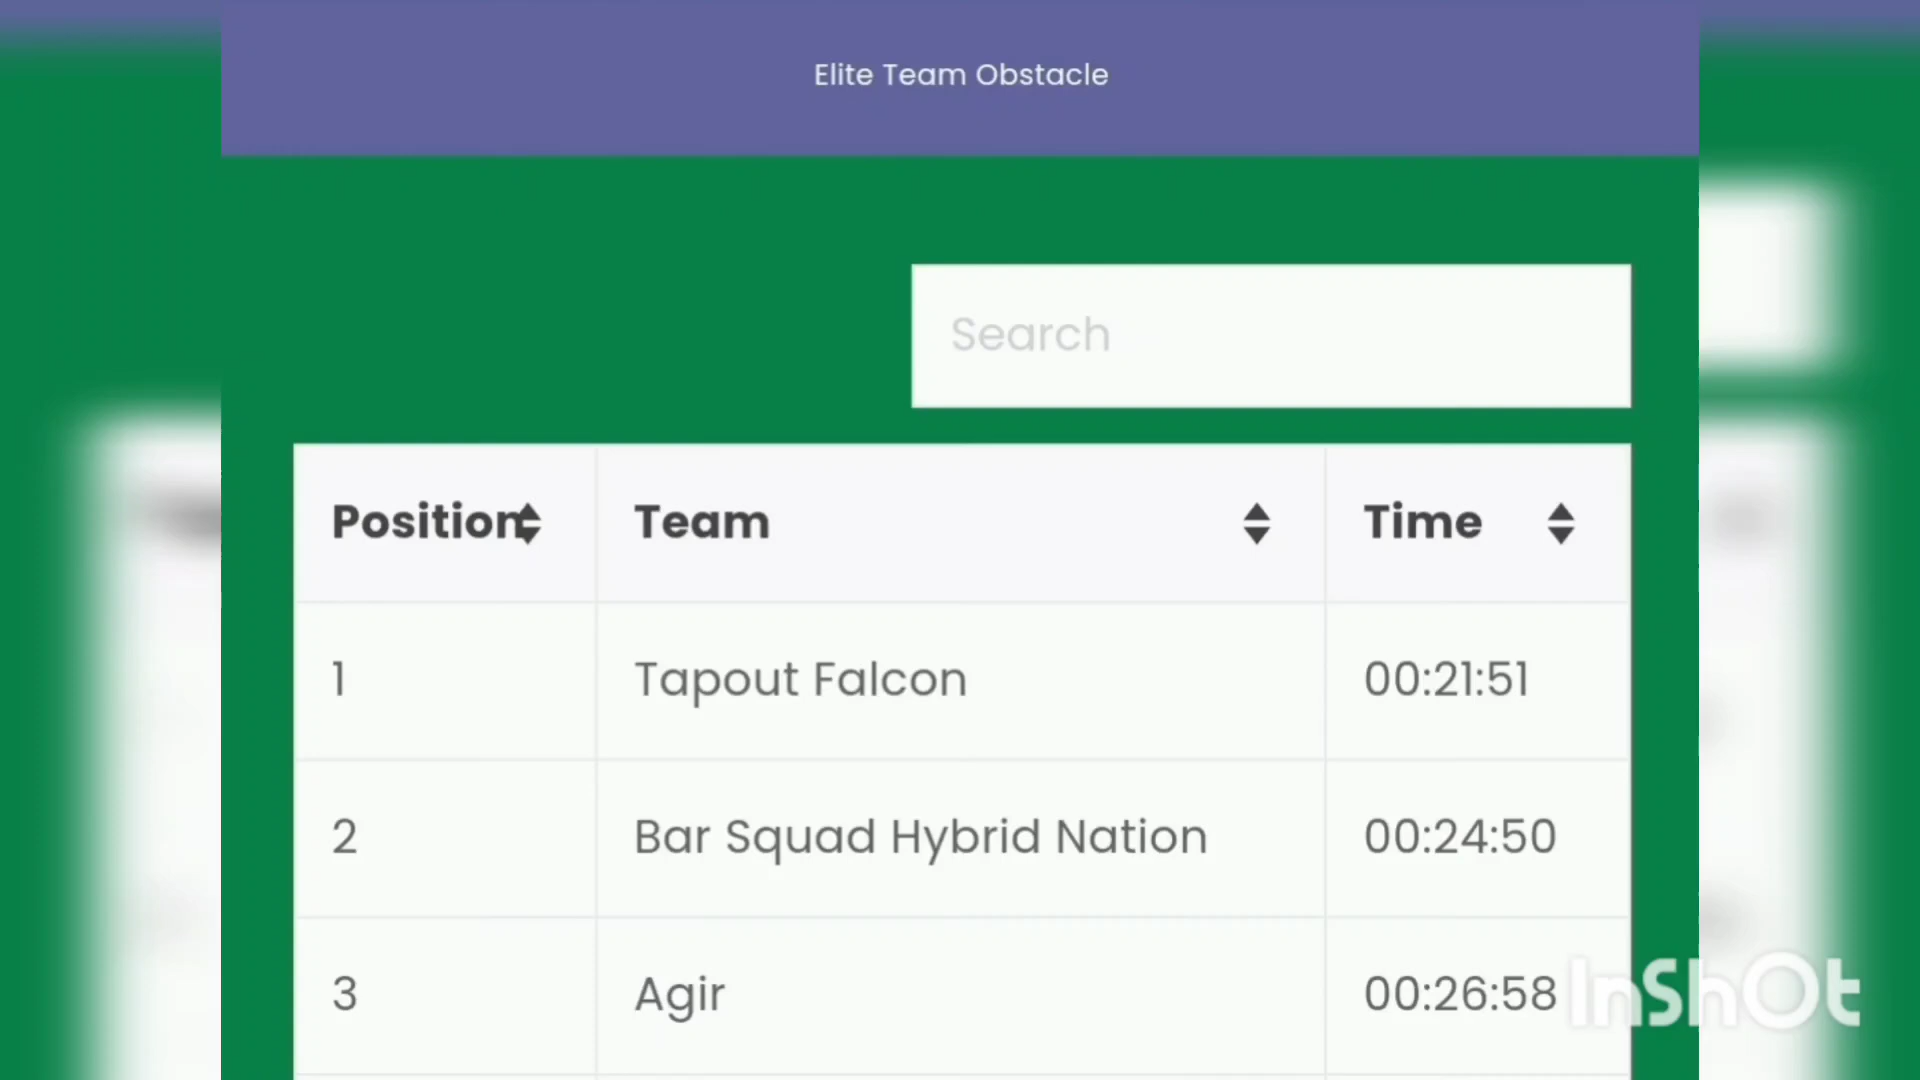 Elite Team Obstacle
Search
Position Team Time
1 Tapout Falcon 00:21:51
2 Bar Squad Hybrid Nation 00:24:50
3 Agir 00:26:58
InShOt